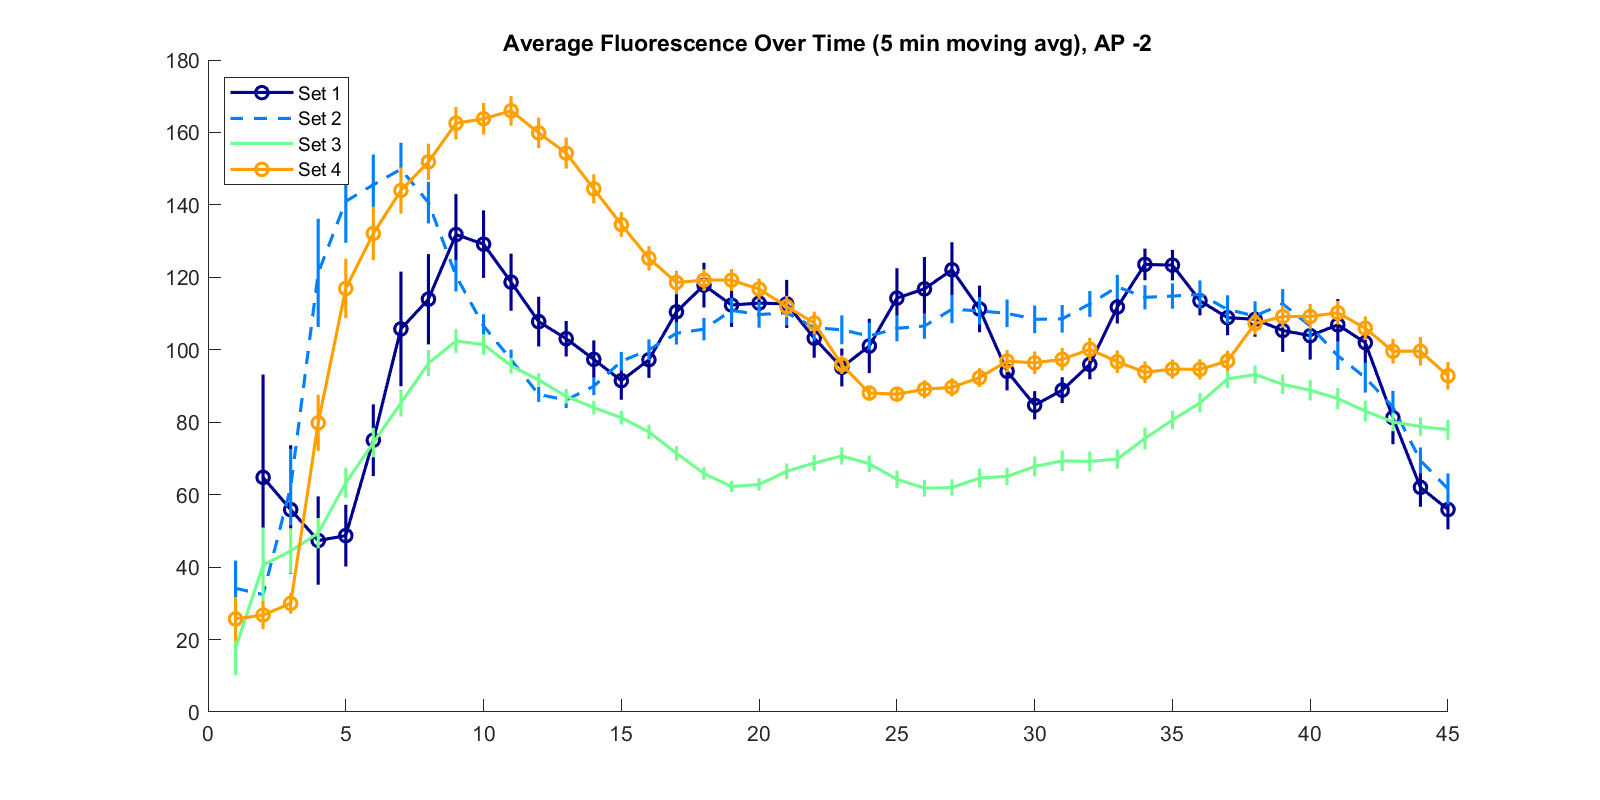 Average Fluorescence Over Time (5 min moving avg), AP -2
180
160
140
120
100
80
60
40
20
0
Set 1
Set 2
Set 3
Set 4
0 5 10 15 20 25 30 35 40 45